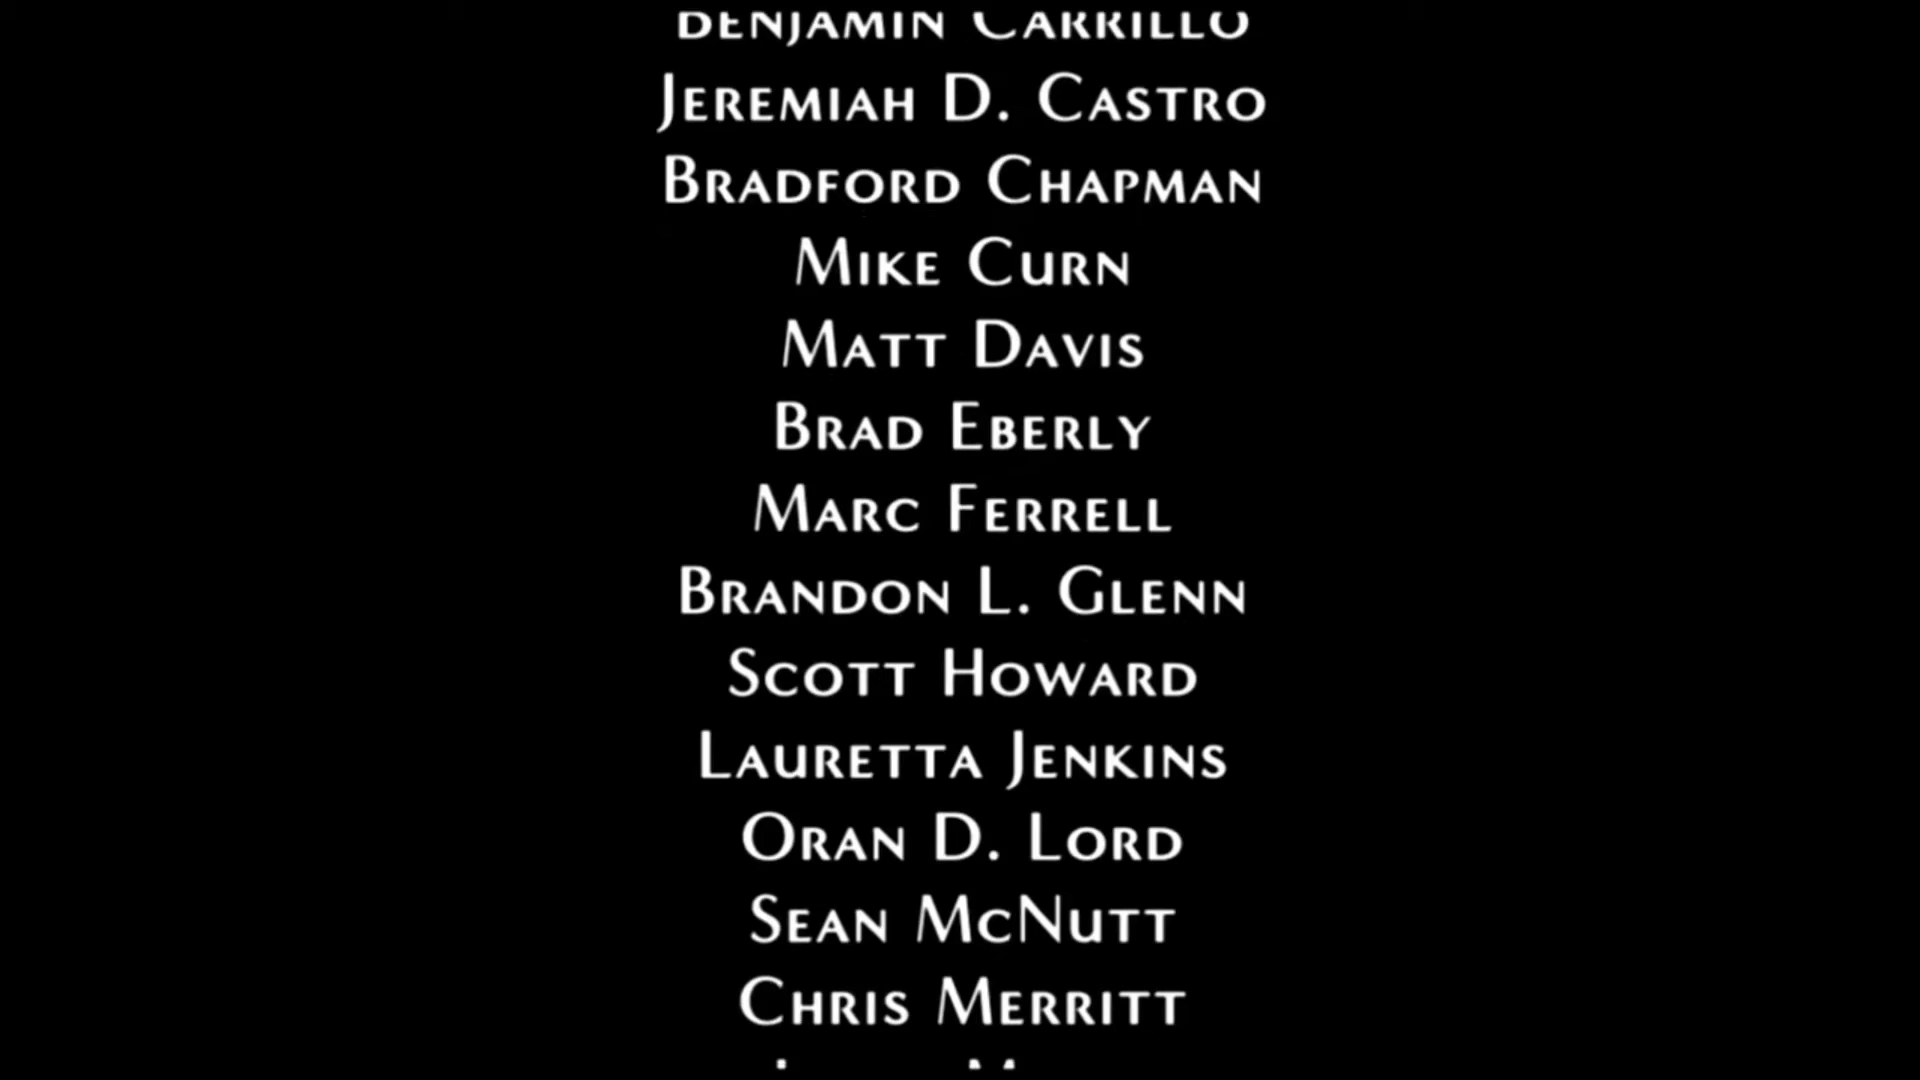 Benjamin Carrillo
Jeremiah D. Castro
Bradford Chapman
Mike Curn
Matt Davis
Brad Eberly
Marc Ferrell
Brandon L. Glenn
Scott Howard
Lauretta Jenkins
Oran D. Lord
Sean McNutt
Chris Merritt